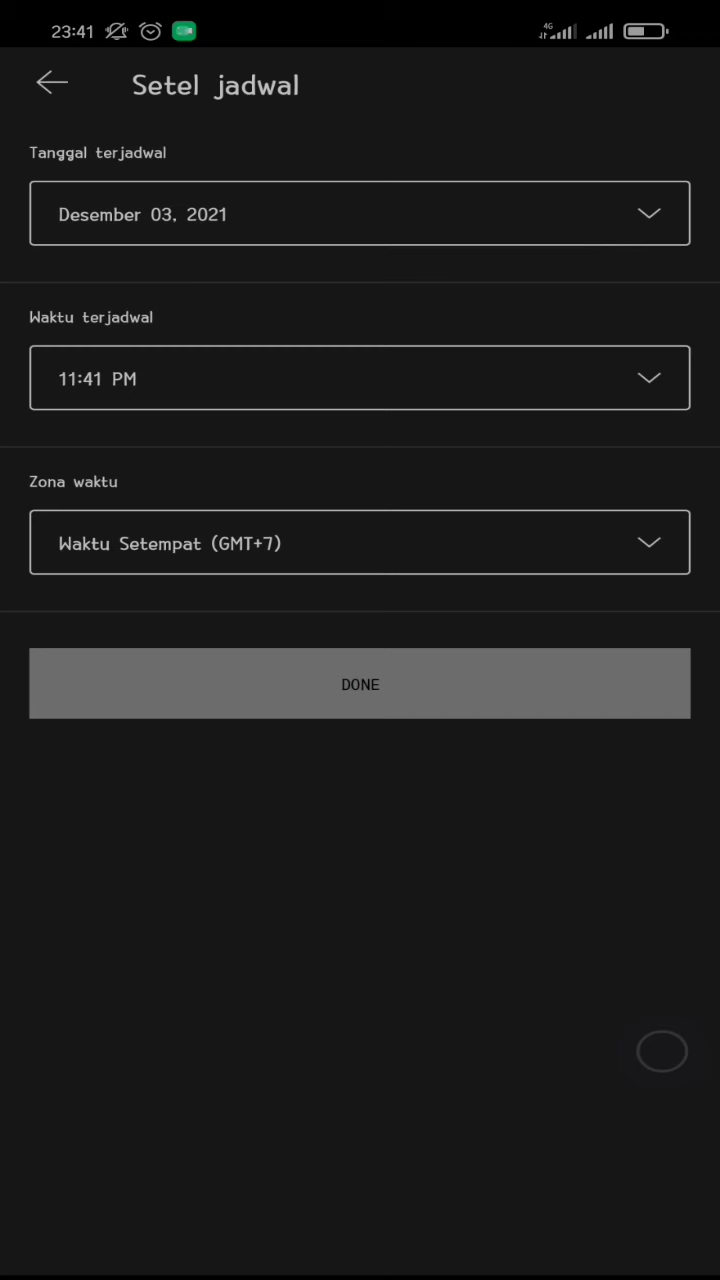 23:41
4G
Setel jadwal
Tanggal terjadwal
Desember 03, 2021
Waktu terjadwal
11:41 PM
Zona waktu
Waktu Setempat (GMT+7)
DONE